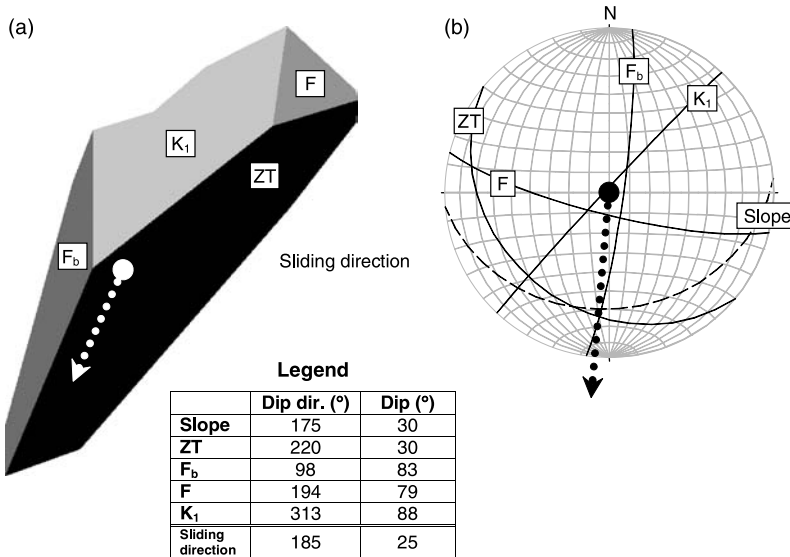 (a)
F
K1
ZT
Fb
Sliding direction
(b)
N
Fb
K1
ZT
F
Slope
Legend
Dip dir. (º) Dip (º)
Slope 175 30
ZT 220 30
Fb 98 83
F 194 79
K1 313 88
Sliding
direction 185 25